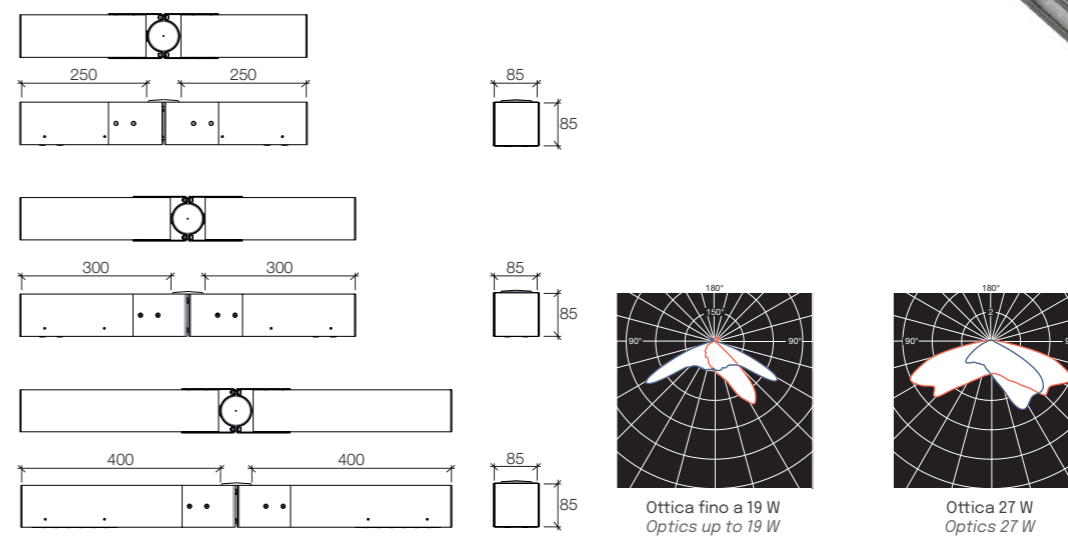 250 250 85
85
300 300 85
85
400 400 85
85
180°
150°
90° 90°
Ottica fino a 19 W
Optics up to 19 W
180°
2
90°
Ottica 27 W
Optics 27 W